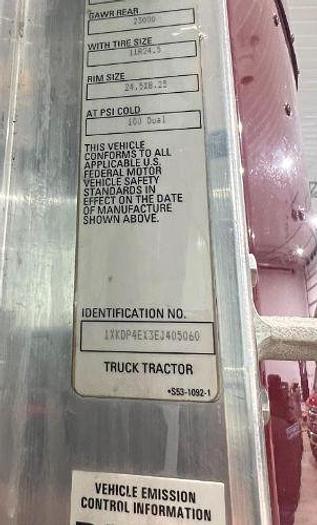 GAWR REAR
23000
WITH TIRE SIZE
11R24.5
RIM SIZE
24.5X8.25
AT PSI COLD
100 Dual
THIS VEHICLE
CONFORMS TO ALL
APPLICABLE U.S.
FEDERAL MOTOR
VEHICLE SAFETY
STANDARDS IN
EFFECT ON THE DATE
OF MANUFACTURE
SHOWN ABOVE.
IDENTIFICATION NO.
1XKDP4EX3EJ405060
TRUCK TRACTOR
*S53-1092-1
VEHICLE EMISSION
CONTROL INFORMATION